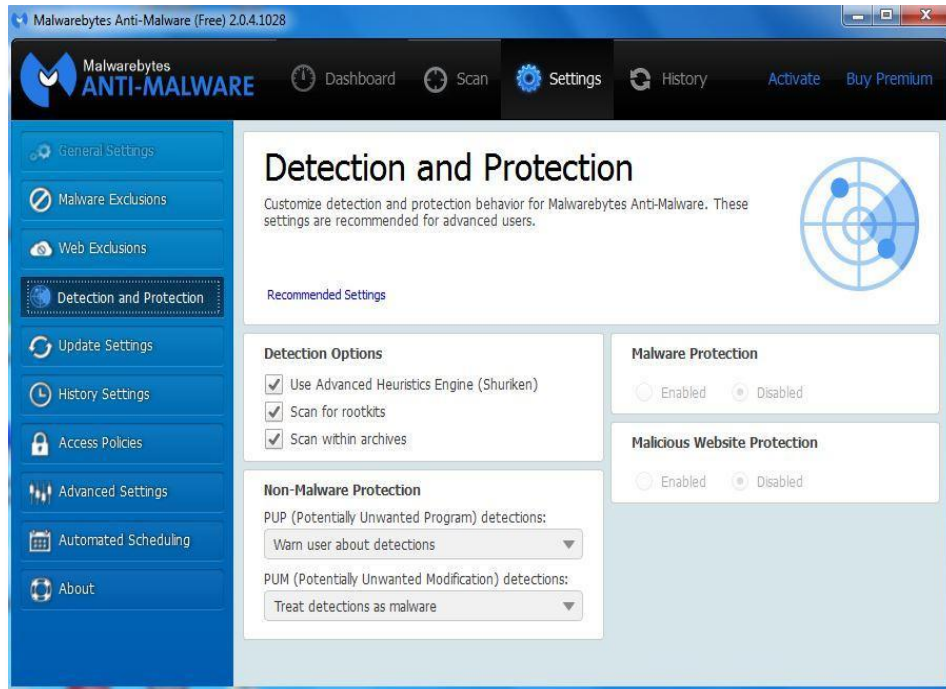 Malwarebytes Anti-Malware (Free) 2.0.4.1028
Malwarebytes
ANTI-MALWARE
Dashboard
Scan
Settings
History
Activate
Buy Premium
General Settings
Malware Exclusions
Web Exclusions
Detection and Protection
Update Settings
History Settings
Access Policies
Advanced Settings
Automated Scheduling
About
Detection and Protection
Customize detection and protection behavior for Malwarebytes Anti-Malware. These
settings are recommended for advanced users.
Recommended Settings
Detection Options
Use Advanced Heuristics Engine (Shuriken)
Scan for rootkits
Scan within archives
Non-Malware Protection
PUP (Potentially Unwanted Program) detections:
Warn user about detections
PUM (Potentially Unwanted Modification) detections:
Treat detections as malware
Malware Protection
Enabled Disabled
Malicious Website Protection
Enabled Disabled